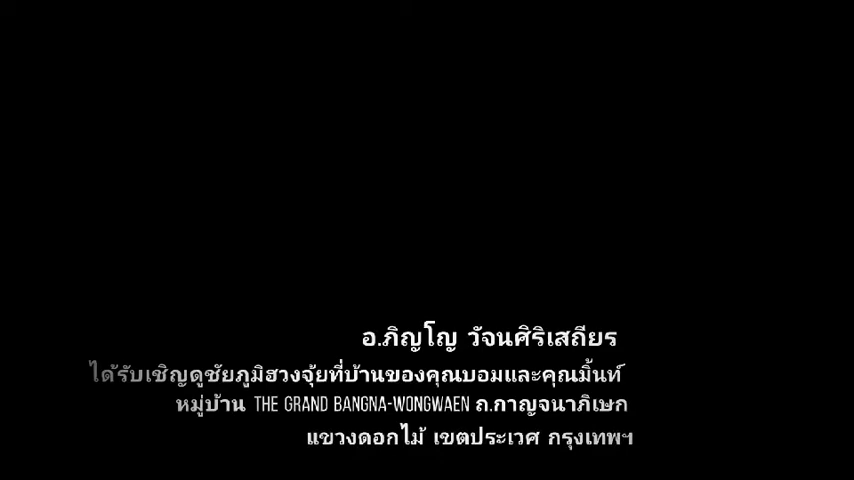 อ.ภิญโญ วัจนศิริเสถียร
ได้รับเชิญดูชัยภูมิฮวงจุ้ยที่บ้านของคุณบอมและคุณมิ้นท์
หมู่บ้าน THE GRAND BANGNA-WONGWAEN ถ.กาญจนาภิเษก
แขวงดอกไม้ เขตประเวศ กรุงเทพฯ